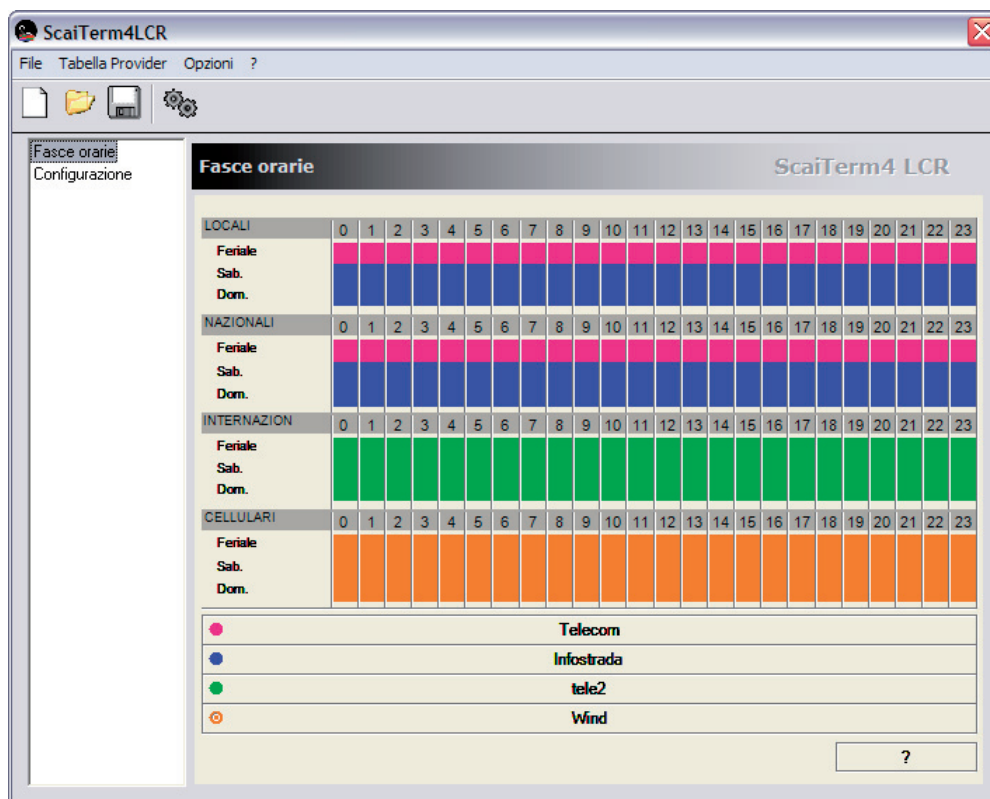 ScaiTerm4LCR
File Tabella Provider Opzioni ?
Fasce orarie
Configurazione
Fasce orarie ScaiTerm4 LCR
LOCALI 0 1 2 3 4 5 6 7 8 9 10 11 12 13 14 15 16 17 18 19 20 21 22 23
Feriale
Sab.
Dom.
NAZIONALI 0 1 2 3 4 5 6 7 8 9 10 11 12 13 14 15 16 17 18 19 20 21 22 23
Feriale
Sab.
Dom.
INTERNAZION 0 1 2 3 4 5 6 7 8 9 10 11 12 13 14 15 16 17 18 19 20 21 22 23
Feriale
Sab.
Dom.
CELLULARI 0 1 2 3 4 5 6 7 8 9 10 11 12 13 14 15 16 17 18 19 20 21 22 23
Feriale
Sab.
Dom.
Telecom
Infostrada
tele2
Wind
?